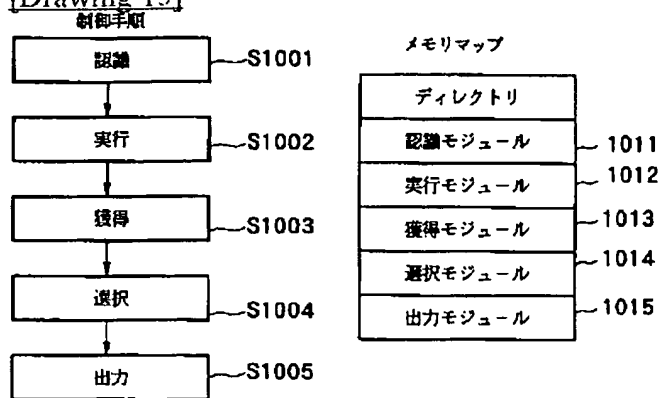 [Drawing 19]
制御手順
認識 S1001
実行 S1002
獲得 S1003
選択 S1004
出力 S1005
メモリマップ
ディレクトリ
認識モジュール 1011
実行モジュール 1012
獲得モジュール 1013
選択モジュール 1014
出力モジュール 1015